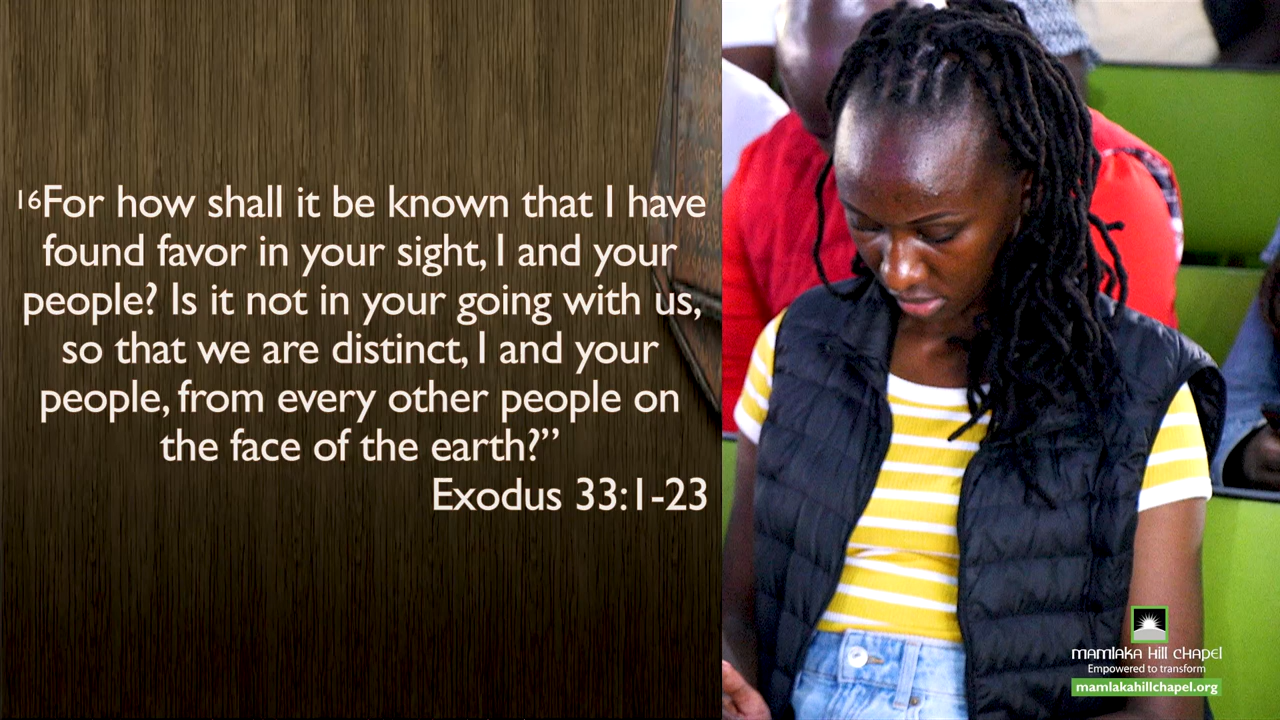 ¹⁶For how shall it be known that I have
found favor in your sight, I and your
people? Is it not in your going with us,
so that we are distinct, I and your
people, from every other people on
the face of the earth?”
Exodus 33:1-23
mamlaka hill chapel
Empowered to transform
mamlakahillchapel.org